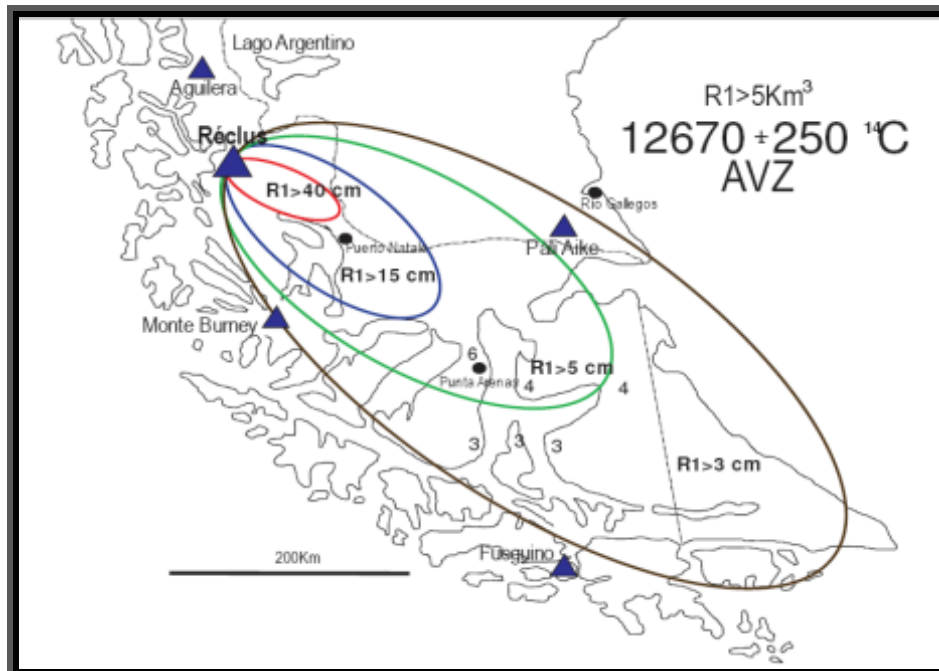 Lago Argentino
Aguilera
R1>5Km³
12670 ± 250 ¹⁴C
AVZ
Réclus
R1>40 cm
Río Gallegos
Puerto Natale
Pali Aike
R1>15 cm
Monte Burney
6
R1>5 cm
Punta Arenas
4
4
3
3
3
R1>3 cm
200Km
Fueguino